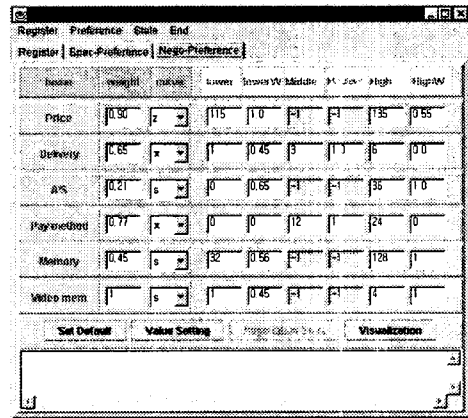 Register Preference State End
Register Spec-Preference Nego-Preference
Issues weight curve lower lowerW Middle High HighW
Price 0.90 z 115 1.0 -1 -1 135 0.55
Delivery 0.65 x 1 0.45 3 6 0.0
A/S 0.21 s 0 0.65 -1 -1 36 1.0
Pay method 0.77 x 0 0 12 1 24 0
Memory 0.45 s 32 0.56 -1 -1 128 1
Video mem 1 s 1 0.45 -1 -1 4 1
Set Default Value Setting Visualization